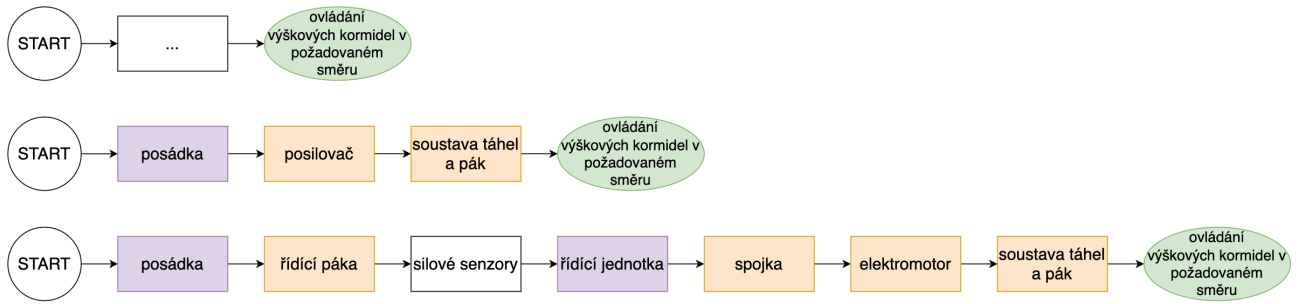 START
...
ovládání
výškových kormidel v
požadovaném
směru
START
posádka
posilovač
soustava táhel
a pák
ovládání
výškových kormidel v
požadovaném
směru
START
posádka
řídící páka
silové senzory
řídící jednotka
spojka
elektromotor
soustava táhel
a pák
ovládání
výškových kormidel v
požadovaném
směru